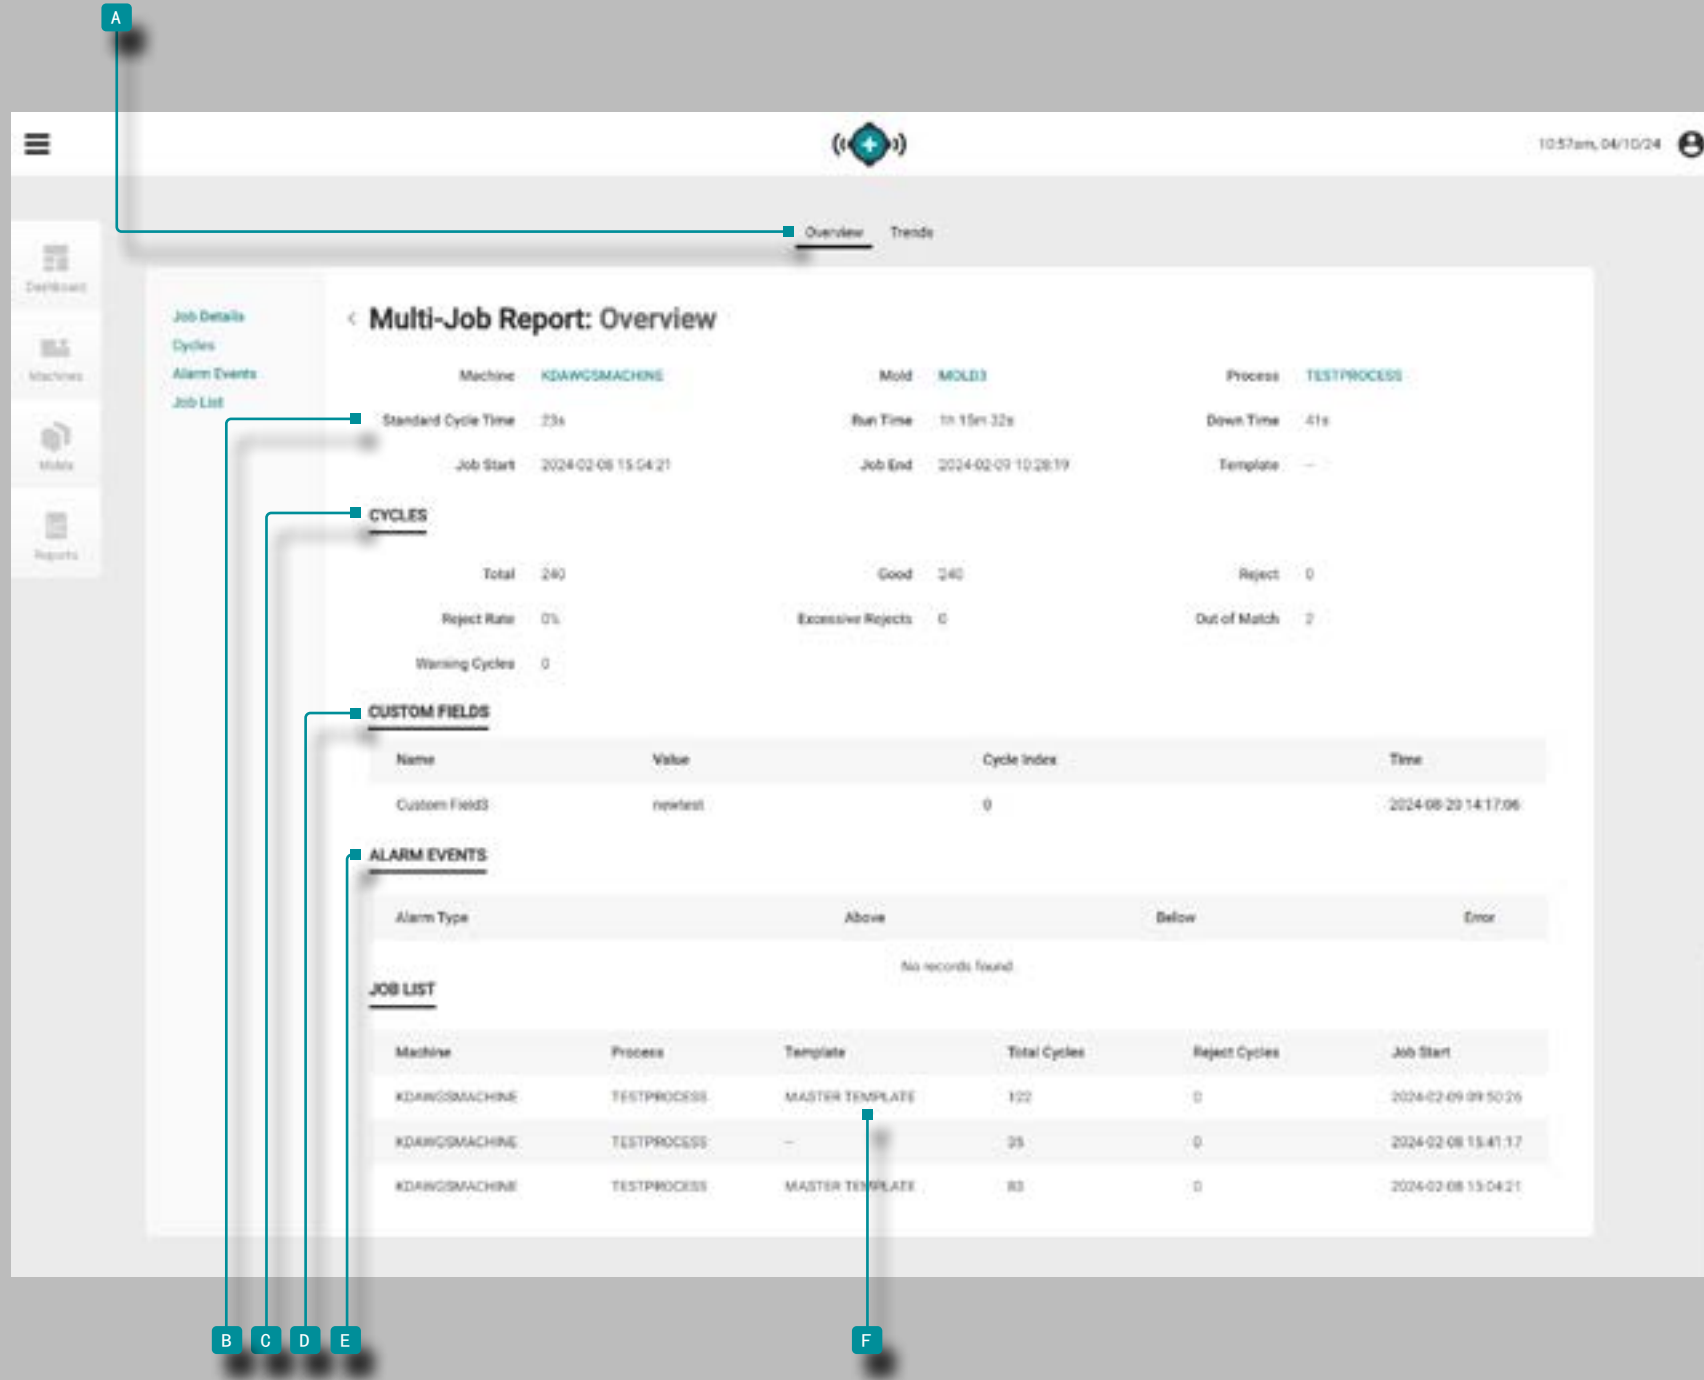 A
10:57am, 04/10/24
Overview Trends
Dashboard
Machines
Molds
Reports
Job Details
Cycles
Alarm Events
Job List
< Multi-Job Report: Overview
Machine KDAWGSMACHINE Mold MOLD3 Process TESTPROCESS
Standard Cycle Time 23s Run Time 1h 15m 32s Down Time 41s
Job Start 2024-02-08 15:04:21 Job End 2024-02-09 10:28:19 Template --
CYCLES
Total 240 Good 240 Reject 0
Reject Rate 0% Excessive Rejects 0 Out of Match 2
Warning Cycles 0
CUSTOM FIELDS
Name Value Cycle Index Time
Custom Field3 newtest 0 2024-08-20 14:17:06
ALARM EVENTS
Alarm Type Above Below Error
No records found
JOB LIST
Machine Process Template Total Cycles Reject Cycles Job Start
KDAWGSMACHINE TESTPROCESS MASTER TEMPLATE 122 0 2024-02-09 09:50:26
KDAWGSMACHINE TESTPROCESS -- 35 0 2024-02-08 15:41:17
KDAWGSMACHINE TESTPROCESS MASTER TEMPLATE 83 0 2024-02-08 15:04:21
B C D E F